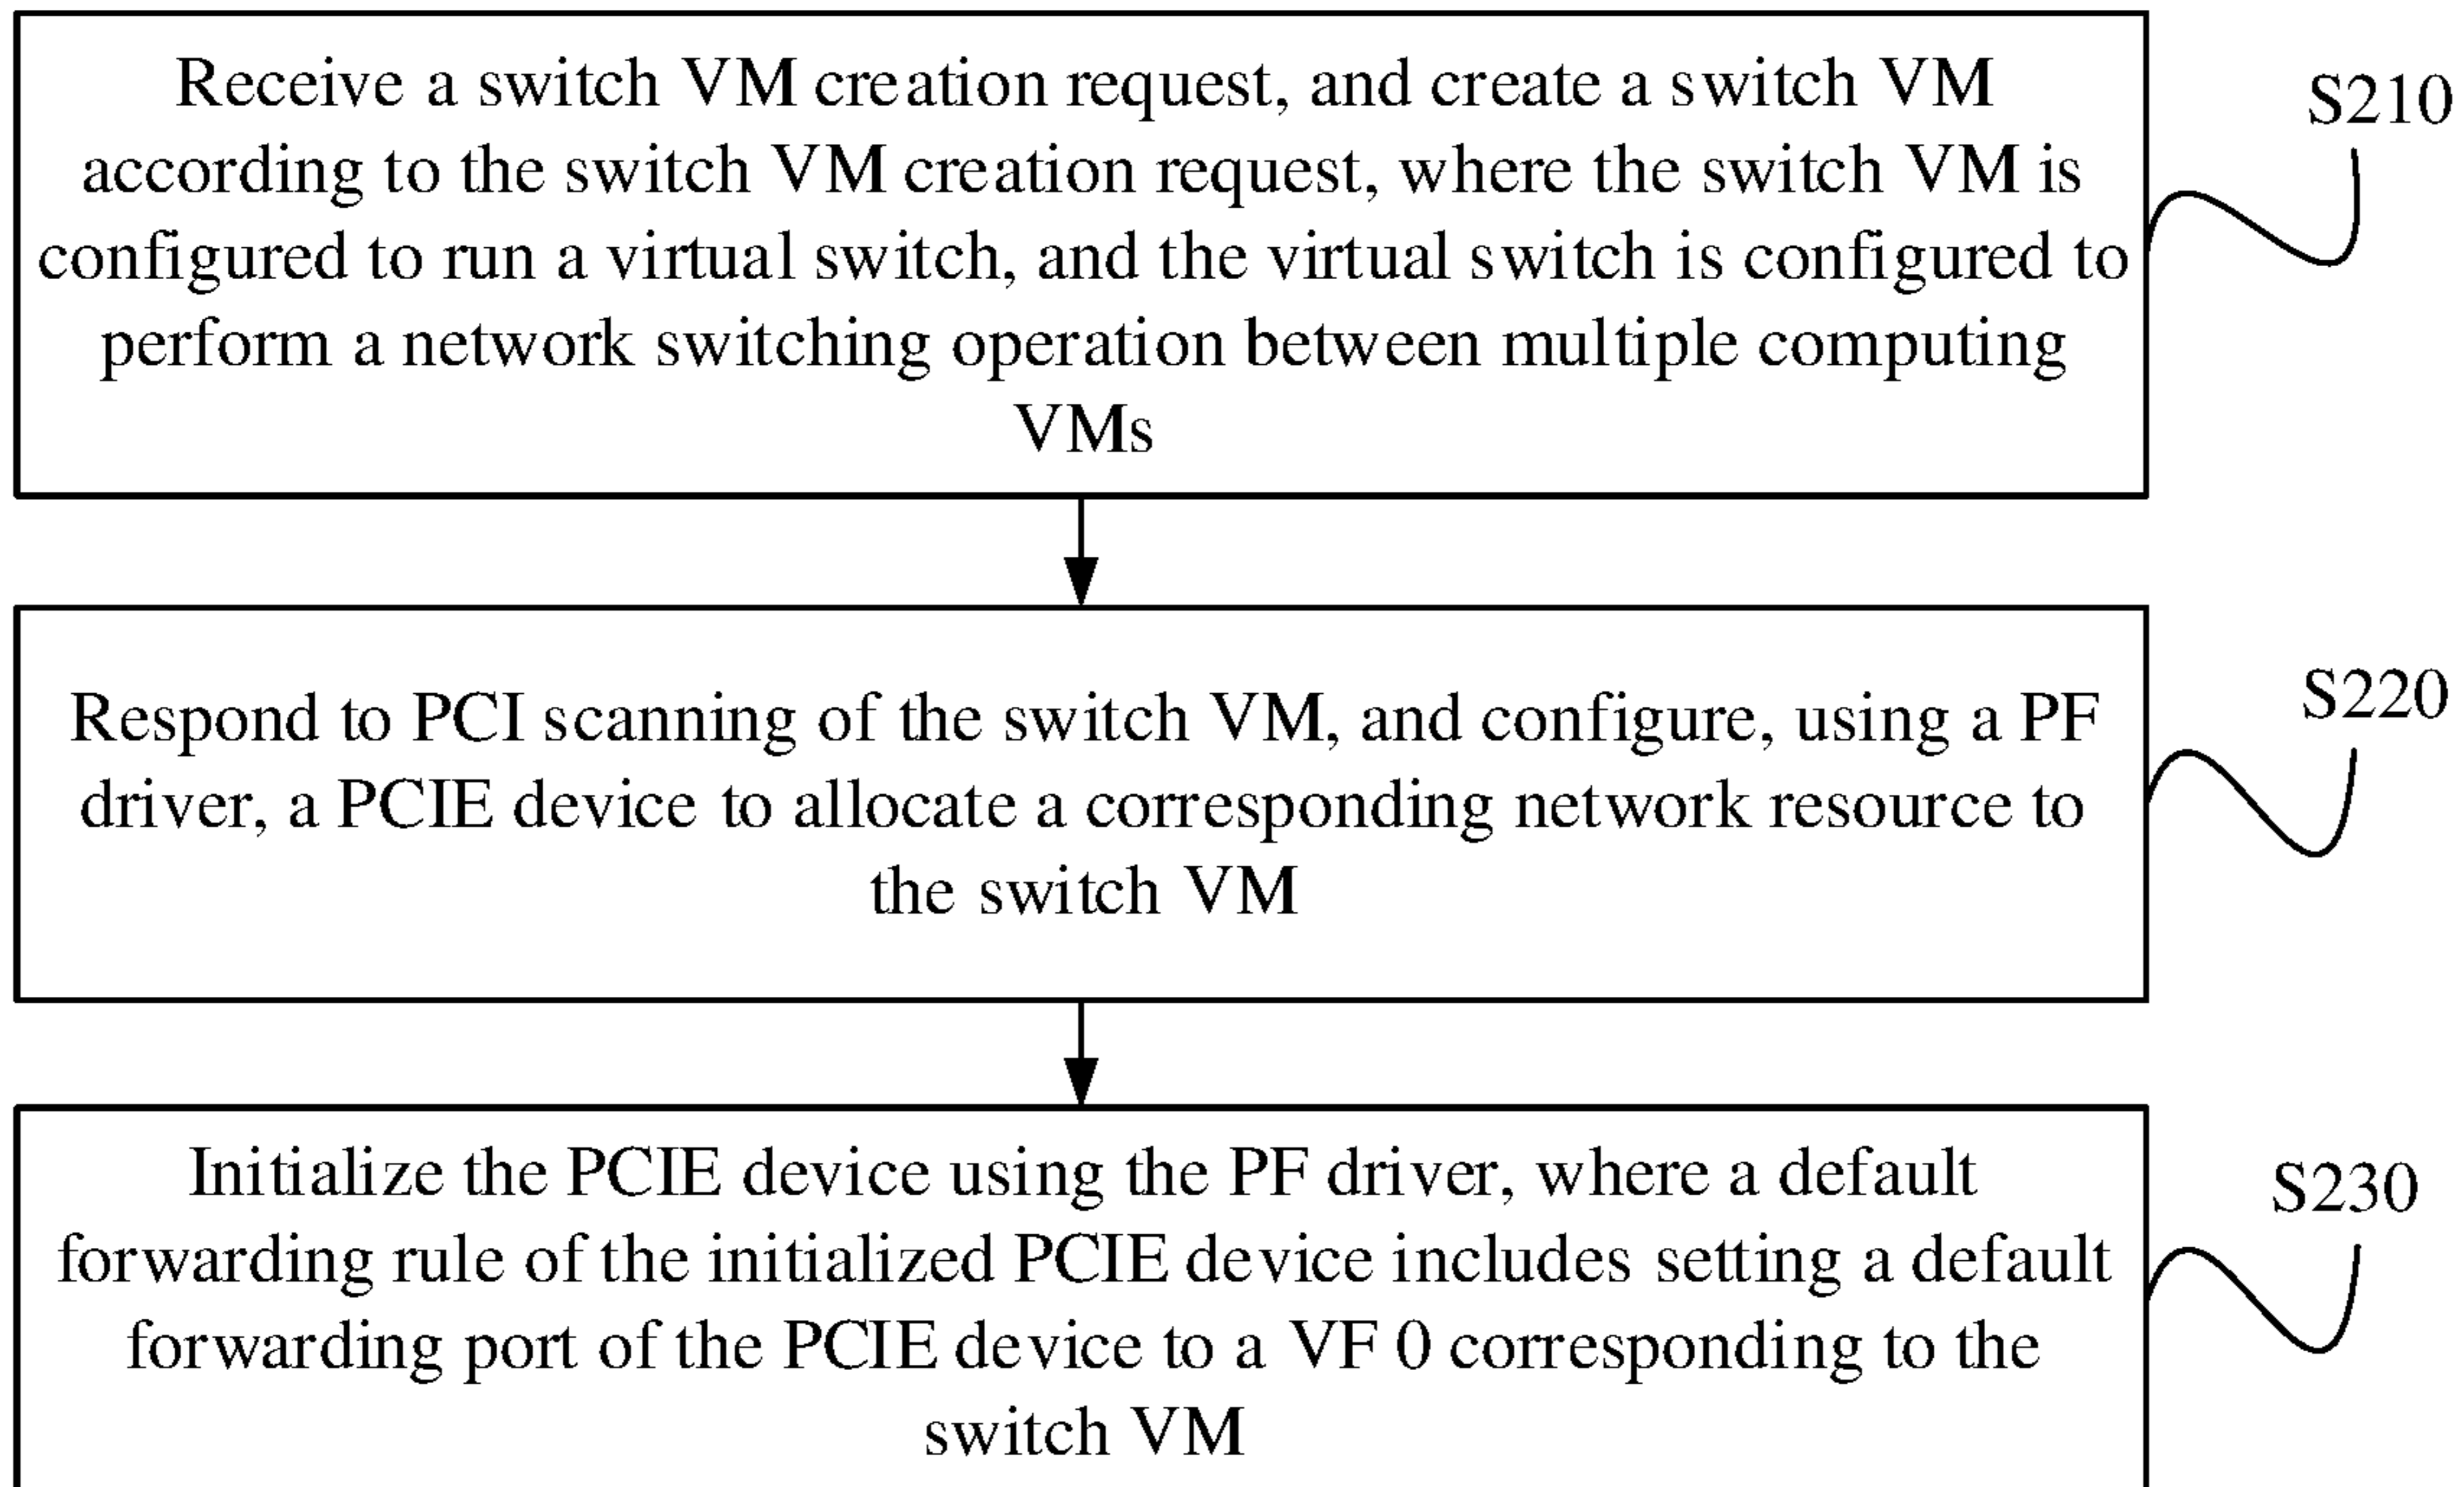 Receive a switch VM creation request, and create a switch VM
according to the switch VM creation request, where the switch VM is
configured to run a virtual switch, and the virtual switch is configured to
perform a network switching operation between multiple computing
VMs
S210
Respond to PCI scanning of the switch VM, and configure, using a PF
driver, a PCIE device to allocate a corresponding network resource to
the switch VM
S220
Initialize the PCIE device using the PF driver, where a default
forwarding rule of the initialized PCIE device includes setting a default
forwarding port of the PCIE device to a VF 0 corresponding to the
switch VM
S230